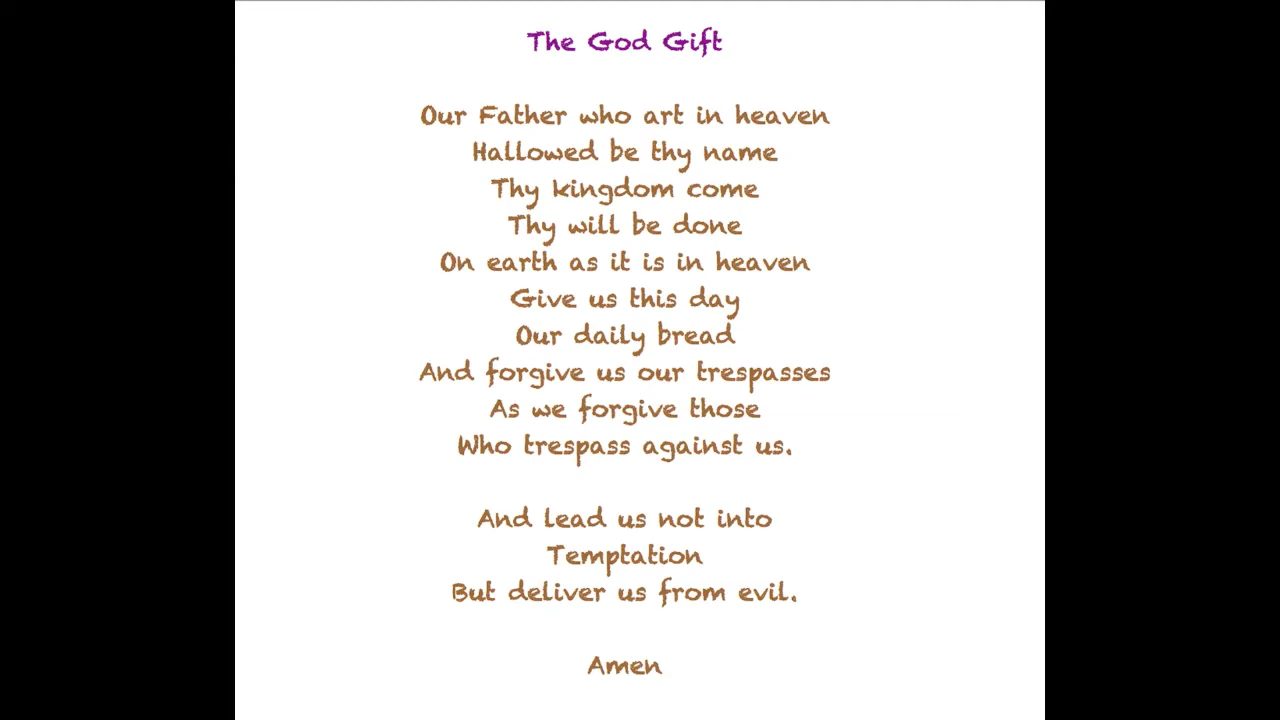 The God Gift
Our Father who art in heaven
Hallowed be thy name
Thy kingdom come
Thy will be done
On earth as it is in heaven
Give us this day
Our daily bread
And forgive us our trespasses
As we forgive those
Who trespass against us.
And lead us not into
Temptation
But deliver us from evil.
Amen